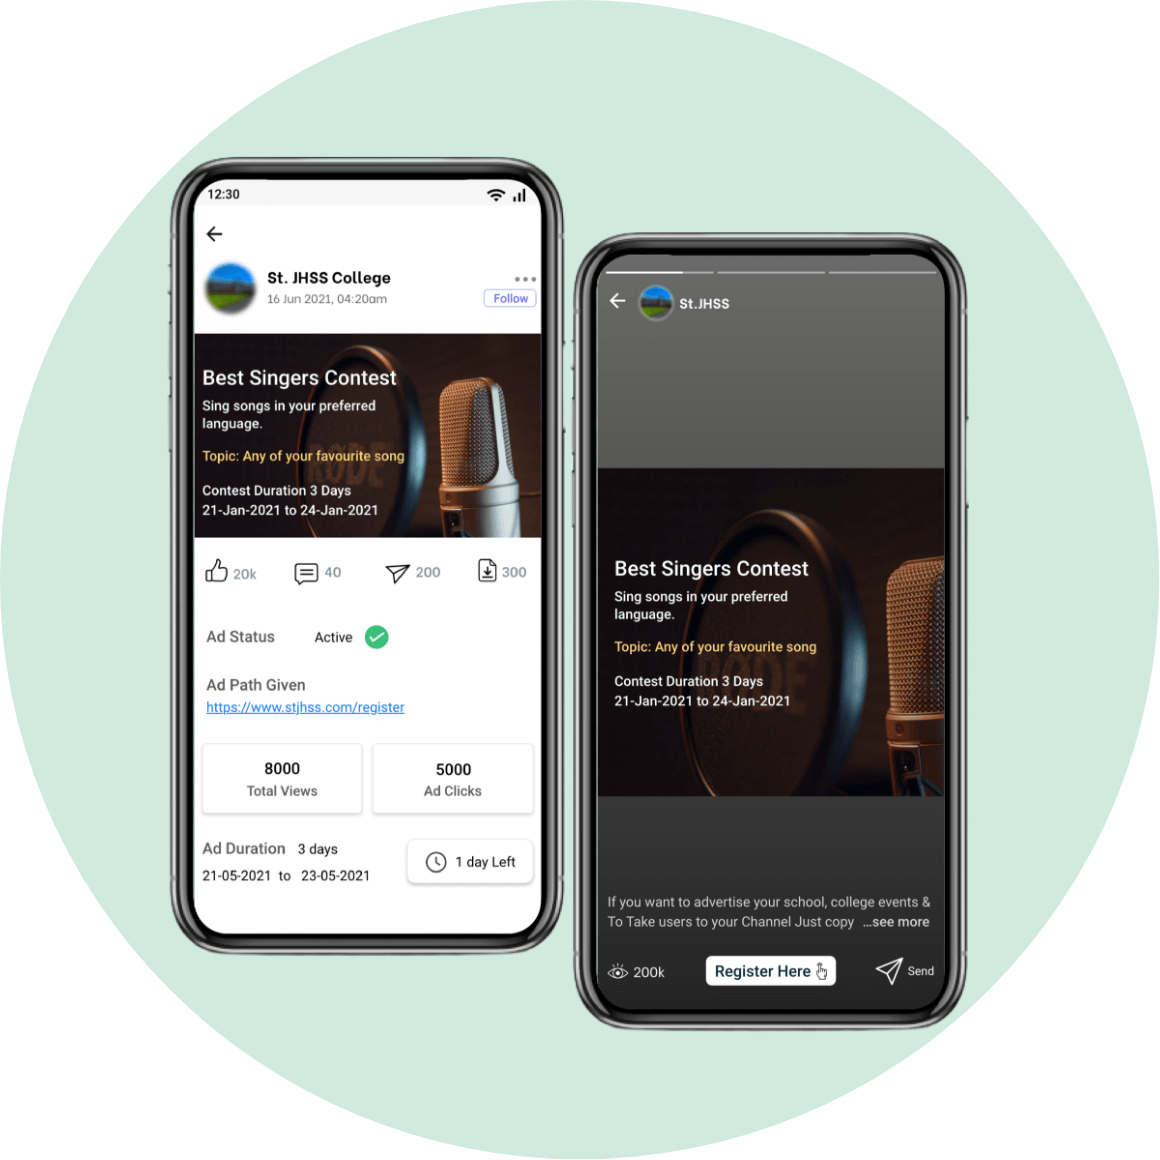 12:30
St. JHSS College
16 Jun 2021, 04:20am
Follow
Best Singers Contest
Sing songs in your preferred
language.
Topic: Any of your favourite song
RODE
Contest Duration 3 Days
21-Jan-2021 to 24-Jan-2021
20k
40
200
300
Ad Status Active
Ad Path Given
https://www.stjhss.com/register
8000
Total Views
5000
Ad Clicks
Ad Duration 3 days
21-05-2021 to 23-05-2021
1 day Left
St.JHSS
Best Singers Contest
Sing songs in your preferred
language.
Topic: Any of your favourite song
RODE
Contest Duration 3 Days
21-Jan-2021 to 24-Jan-2021
If you want to advertise your school, college events &
To Take users to your Channel Just copy ...see more
200k
Register Here
Send